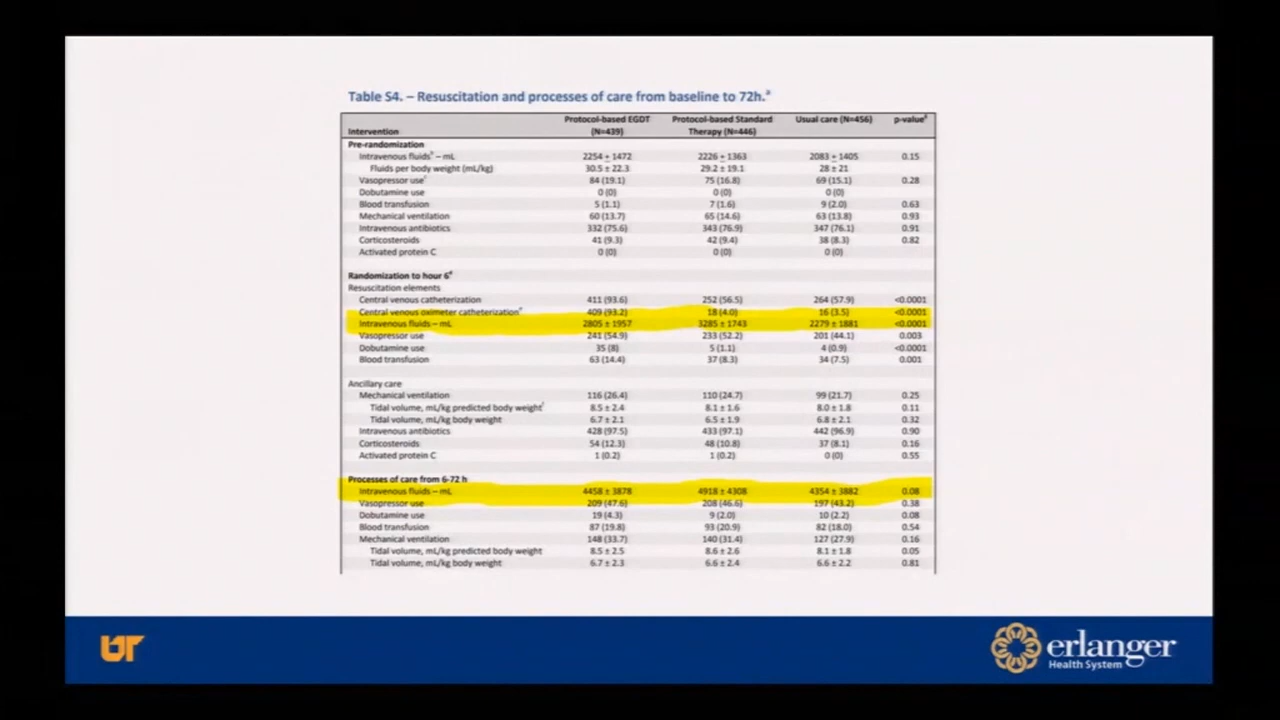 Table S4. – Resuscitation and processes of care from baseline to 72h.a
Intervention Protocol-based EGDT (N=439) Protocol-based Standard Therapy (N=446) Usual care (N=456) p-value
Pre-randomization
Intravenous fluidsb – mL 2254 ± 1472 2226 ± 1363 2083 ± 1405 0.15
Fluids per body weight (mL/kg) 30.5 ± 22.3 29.2 ± 19.1 28 ± 21
Vasopressor usec 84 (19.1) 75 (16.8) 69 (15.1) 0.28
Dobutamine use 0 (0) 0 (0) 0 (0)
Blood transfusion 5 (1.1) 7 (1.6) 9 (2.0) 0.63
Mechanical ventilation 60 (13.7) 65 (14.6) 63 (13.8) 0.93
Intravenous antibiotics 332 (75.6) 343 (76.9) 347 (76.1) 0.91
Corticosteroids 41 (9.3) 42 (9.4) 38 (8.3) 0.82
Activated protein C 0 (0) 0 (0) 0 (0)
Randomization to hour 6d
Resuscitation elements
Central venous catheterization 411 (93.6) 252 (56.5) 264 (57.9) <0.0001
Central venous oximeter catheterizatione 409 (93.2) 18 (4.0) 16 (3.5) <0.0001
Intravenous fluids – mL 2805 ± 1957 3285 ± 1743 2279 ± 1881 <0.0001
Vasopressor use 241 (54.9) 233 (52.2) 201 (44.1) 0.003
Dobutamine use 35 (8) 5 (1.1) 4 (0.9) <0.0001
Blood transfusion 63 (14.4) 37 (8.3) 34 (7.5) 0.001
Ancillary care
Mechanical ventilation 116 (26.4) 110 (24.7) 99 (21.7) 0.25
Tidal volume, mL/kg predicted body weightf 8.5 ± 2.4 8.1 ± 1.6 8.0 ± 1.8 0.11
Tidal volume, mL/kg body weight 6.7 ± 2.1 6.5 ± 1.9 6.8 ± 2.1 0.32
Intravenous antibiotics 428 (97.5) 433 (97.1) 442 (96.9) 0.90
Corticosteroids 54 (12.3) 48 (10.8) 37 (8.1) 0.16
Activated protein C 1 (0.2) 1 (0.2) 0 (0) 0.55
Processes of care from 6-72 h
Intravenous fluids – mL 4458 ± 3878 4918 ± 4308 4354 ± 3882 0.08
Vasopressor use 209 (47.6) 208 (46.6) 197 (43.2) 0.38
Dobutamine use 19 (4.3) 9 (2.0) 10 (2.2) 0.08
Blood transfusion 87 (19.8) 93 (20.9) 82 (18.0) 0.54
Mechanical ventilation 148 (33.7) 140 (31.4) 127 (27.9) 0.16
Tidal volume, mL/kg predicted body weight 8.5 ± 2.5 8.6 ± 2.6 8.1 ± 1.8 0.05
Tidal volume, mL/kg body weight 6.7 ± 2.3 6.6 ± 2.4 6.6 ± 2.2 0.81
UT
erlanger
Health System